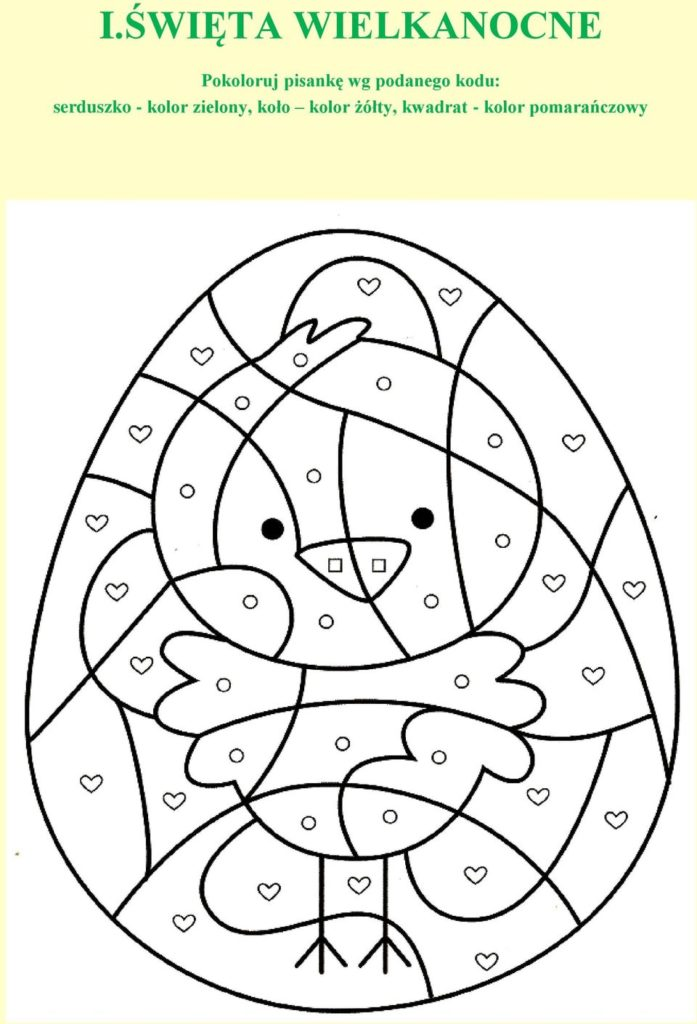 I.ŚWIĘTA WIELKANOCNE
Pokoloruj pisankę wg podanego kodu:
serduszko - kolor zielony, koło – kolor żółty, kwadrat - kolor pomarańczowy